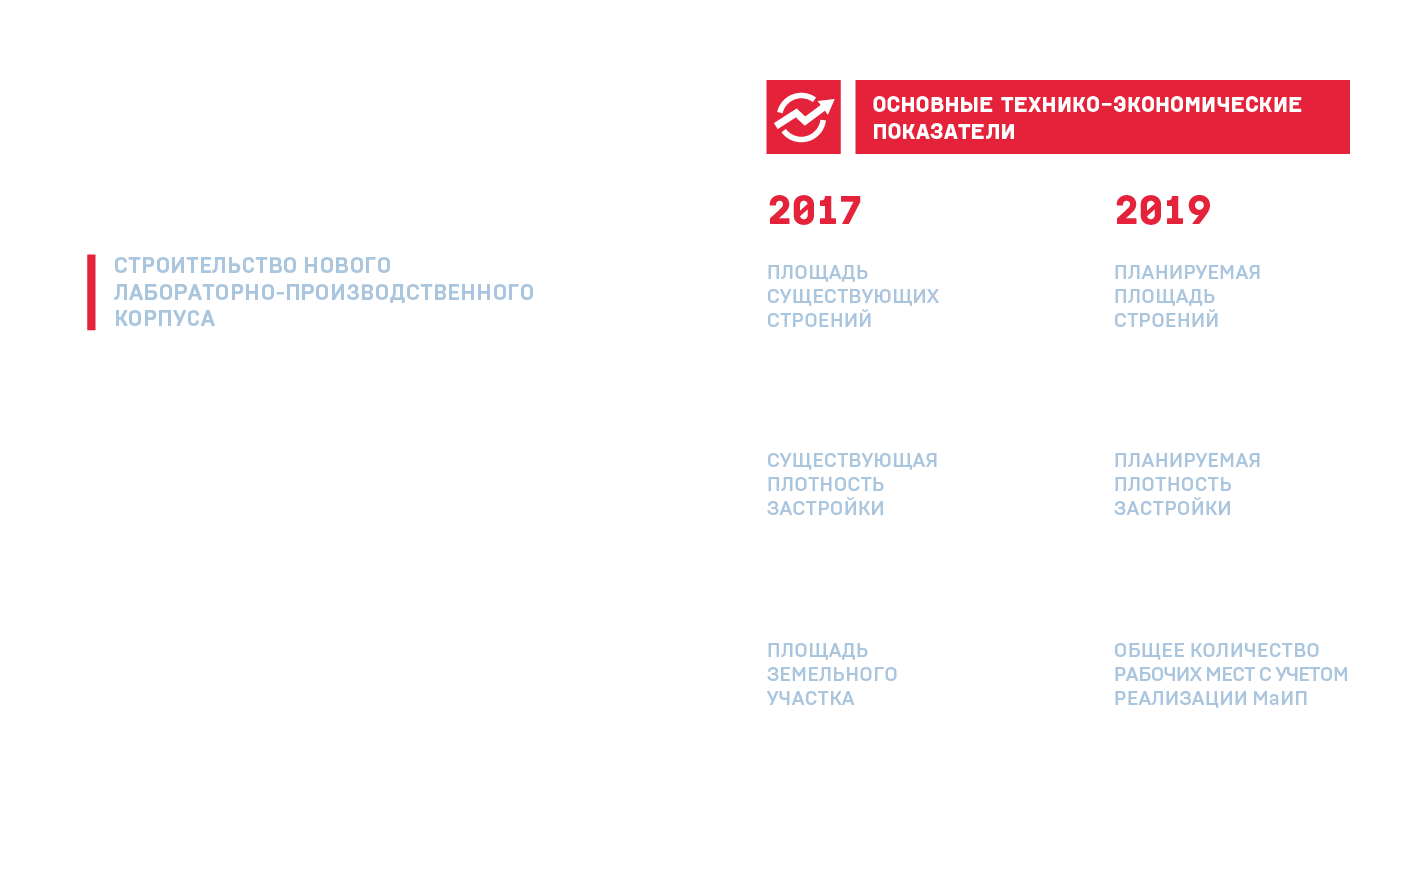 СТРОИТЕЛЬСТВО НОВОГО
ЛАБОРАТОРНО-ПРОИЗВОДСТВЕННОГО
КОРПУСА
ОСНОВНЫЕ ТЕХНИКО-ЭКОНОМИЧЕСКИЕ
ПОКАЗАТЕЛИ
2017
ПЛОЩАДЬ
СУЩЕСТВУЮЩИХ
СТРОЕНИЙ
СУЩЕСТВУЮЩАЯ
ПЛОТНОСТЬ
ЗАСТРОЙКИ
ПЛОЩАДЬ
ЗЕМЕЛЬНОГО
УЧАСТКА
2019
ПЛАНИРУЕМАЯ
ПЛОЩАДЬ
СТРОЕНИЙ
ПЛАНИРУЕМАЯ
ПЛОТНОСТЬ
ЗАСТРОЙКИ
ОБЩЕЕ КОЛИЧЕСТВО
РАБОЧИХ МЕСТ С УЧЕТОМ
РЕАЛИЗАЦИИ МаИП